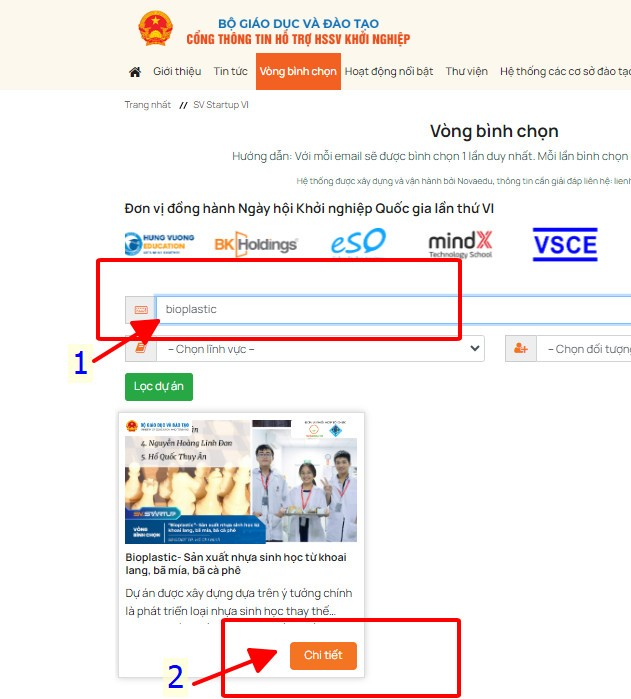 BỘ GIÁO DỤC VÀ ĐÀO TẠO
CỔNG THÔNG TIN HỖ TRỢ HSSV KHỞI NGHIỆP
Giới thiệu Tin tức Vòng bình chọn Hoạt động nổi bật Thư viện Hệ thống các cơ sở đào tạo
Trang nhất // SV Startup VI
Vòng bình chọn
Hướng dẫn: Với mỗi email sẽ được bình chọn 1 lần duy nhất. Mỗi lần bình chọn
Hệ thống được xây dựng và vận hành bởi Novaedu, thông tin cần giải đáp liên hệ: lienh
Đơn vị đồng hành Ngày hội Khởi nghiệp Quốc gia lần thứ VI
HUNG VUONG EDUCATION
BK Holdings
eSO
mindX Technology School
VSCE
bioplastic
1
– Chọn lĩnh vực –
– Chọn đối tượng
Lọc dự án
BỘ GIÁO DỤC VÀ ĐÀO TẠO
4. Nguyễn Hoàng Linh Đan
5. Hồ Quốc Thụy Ân
SV STARTUP
VÒNG BÌNH CHỌN
"Bioplastic"- Sản xuất nhựa sinh học từ khoai lang, bã mía, bã cà phê
Bioplastic- Sản xuất nhựa sinh học từ khoai
lang, bã mía, bã cà phê
Dự án được xây dựng dựa trên ý tưởng chính
là phát triển loại nhựa sinh học thay thế...
Chi tiết
2